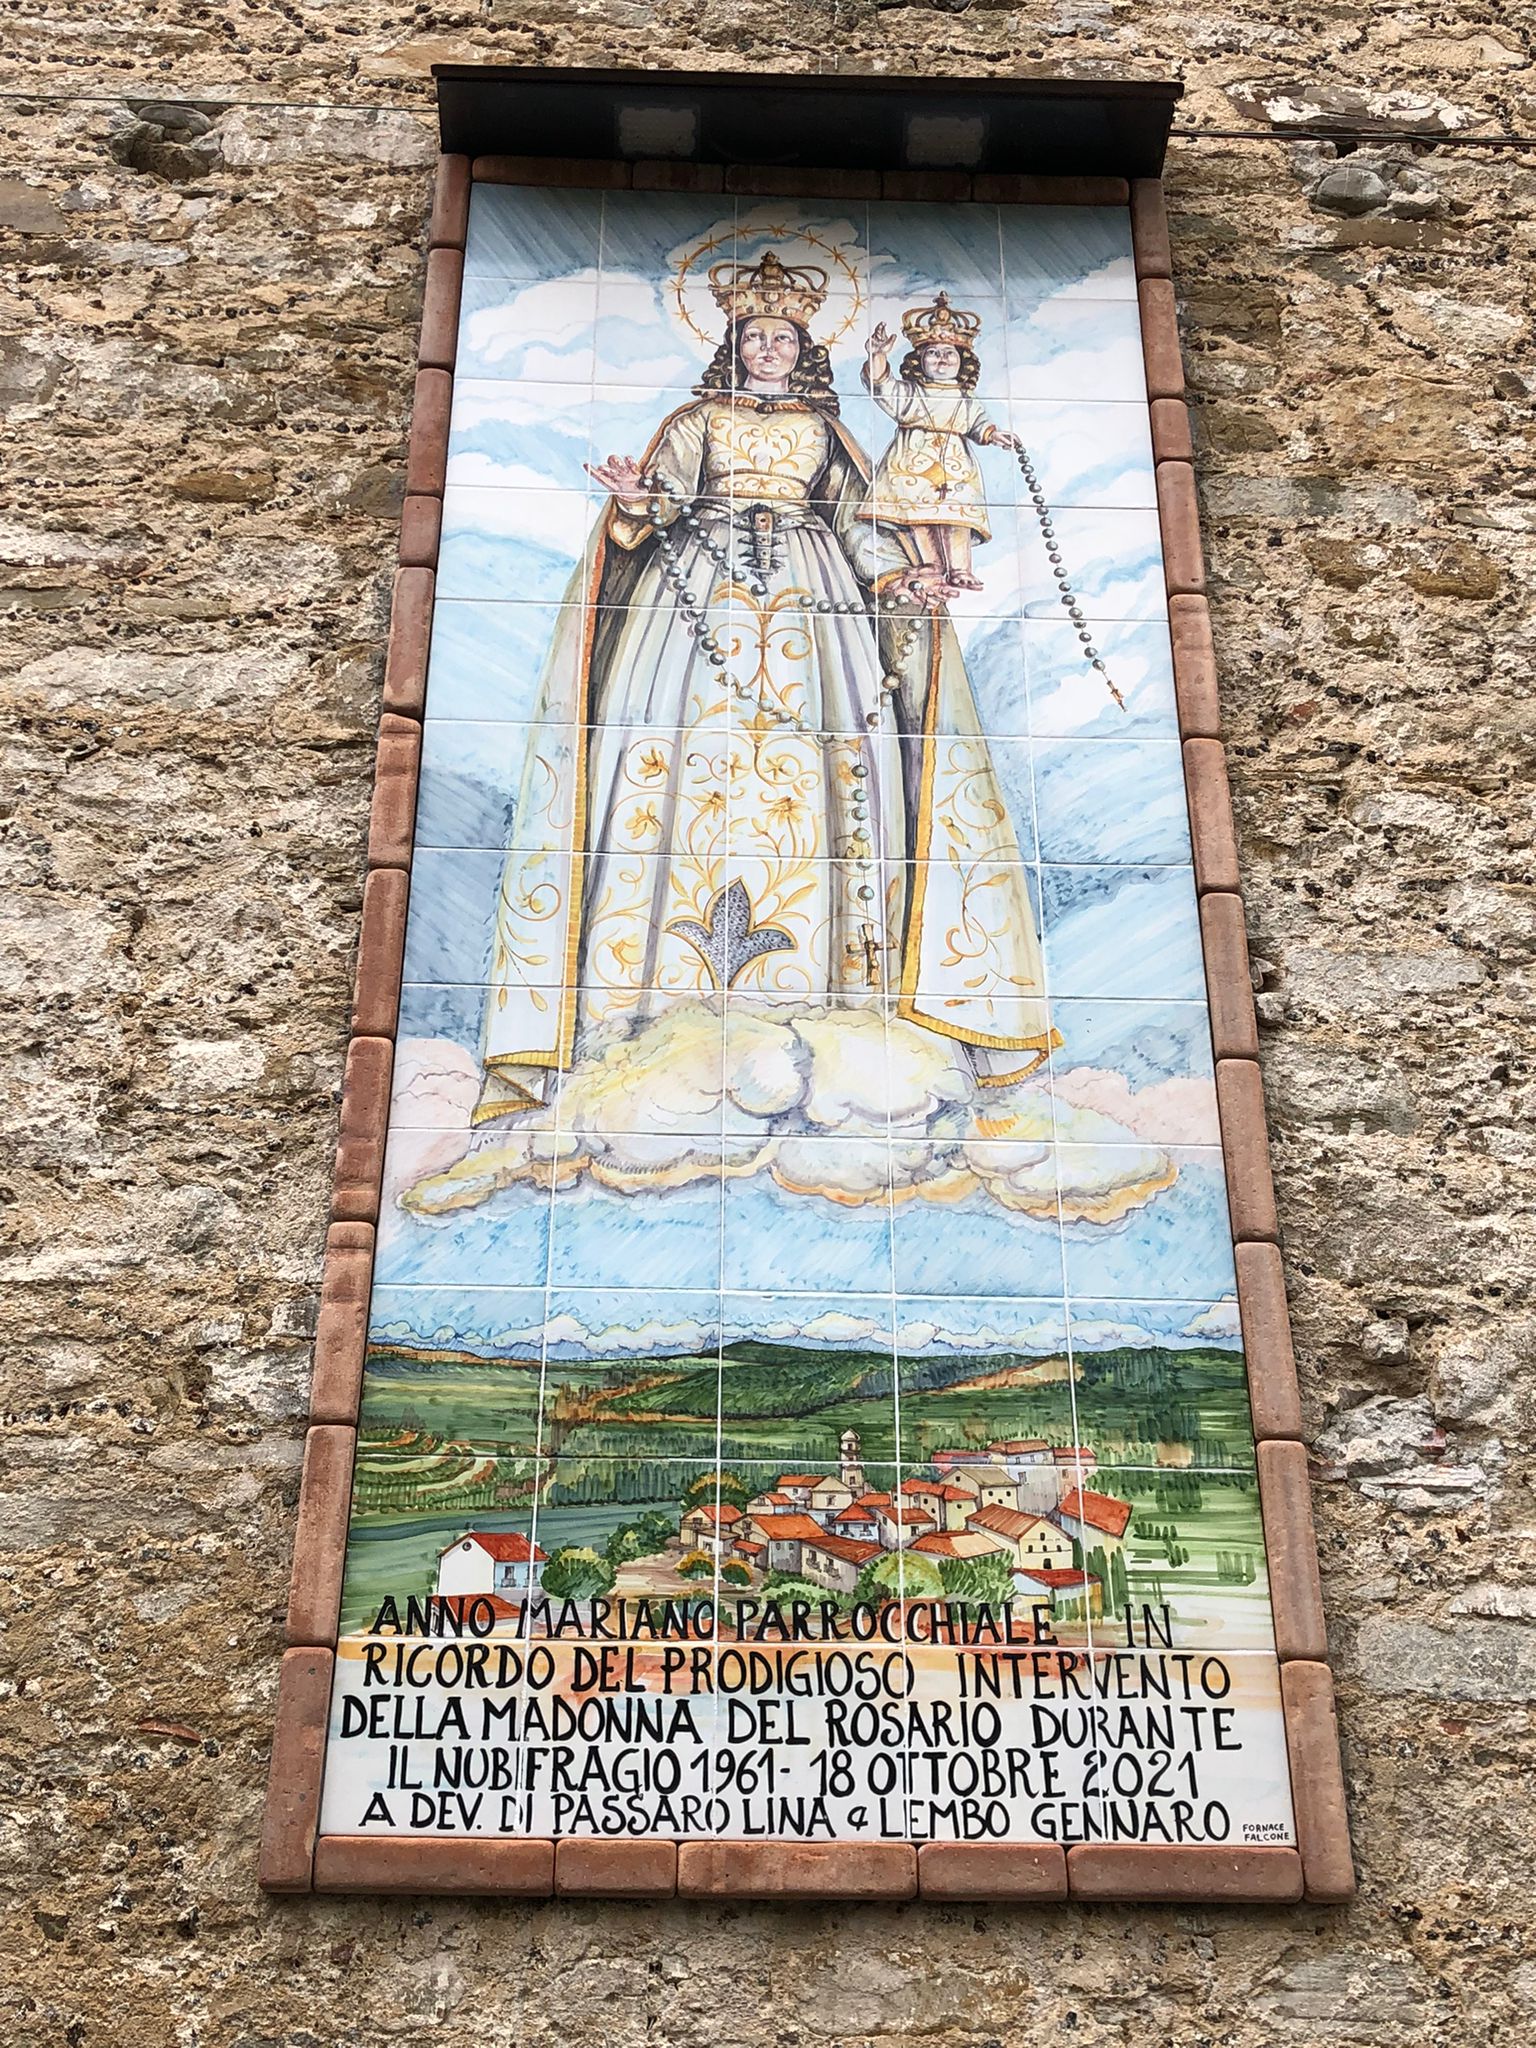 ANNO MARIANO PARROCCHIALE IN
RICORDO DEL PRODIGIOSO INTERVENTO
DELLA MADONNA DEL ROSARIO DURANTE
IL NUBIFRAGIO 1961 - 18 OTTOBRE 2021
A DEV. DI PASSARO LINA & LEMBO GENNARO
FORNACE
FALCONE